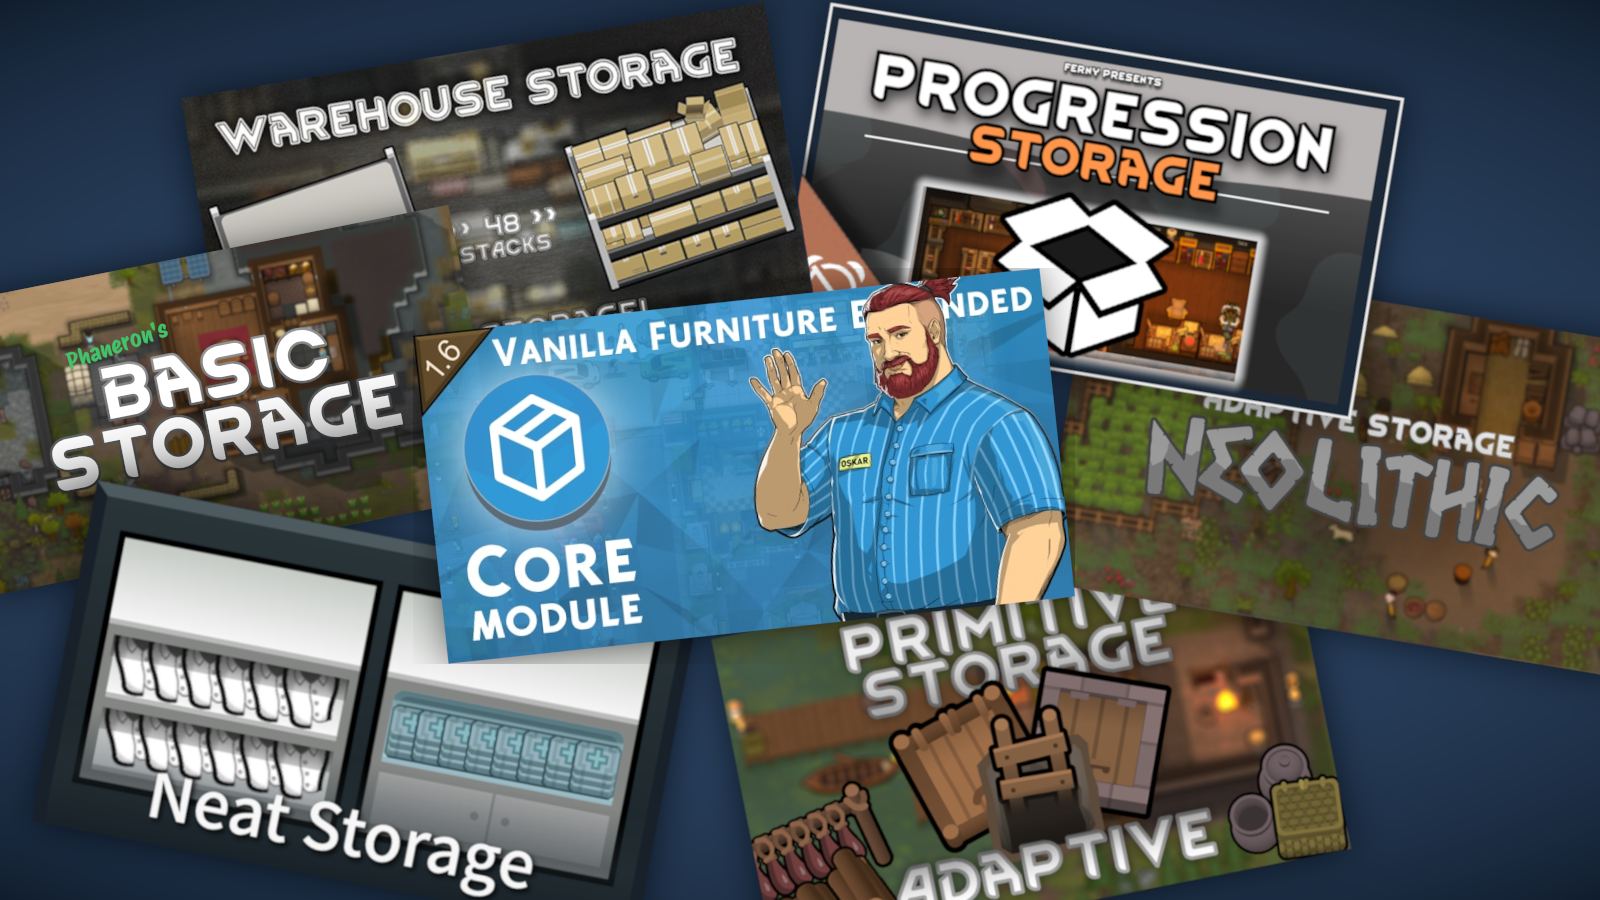 WAREHOUSE STORAGE
>> 48 >>
STACKS
FERNY PRESENTS
PROGRESSION
STORAGE
Phaneron's
BASIC
STORAGE
1.6
VANILLA FURNITURE E NDED
OSKAR
CORE
MODULE
ADAPTIVE STORAGE
NEOLITHIC
Neat Storage
PRIMITIVE
STORAGE
ADAPTIVE